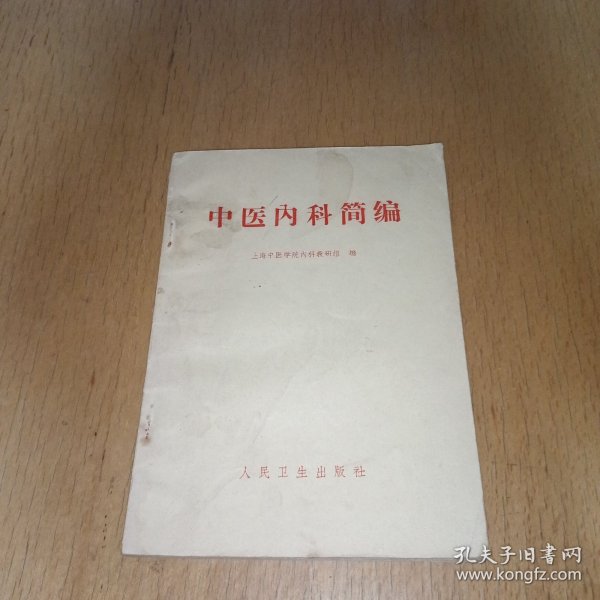 中医内科简编
上海中医学院内科教研组 编
人民卫生出版社
孔夫子旧书网
www.kongfz.com